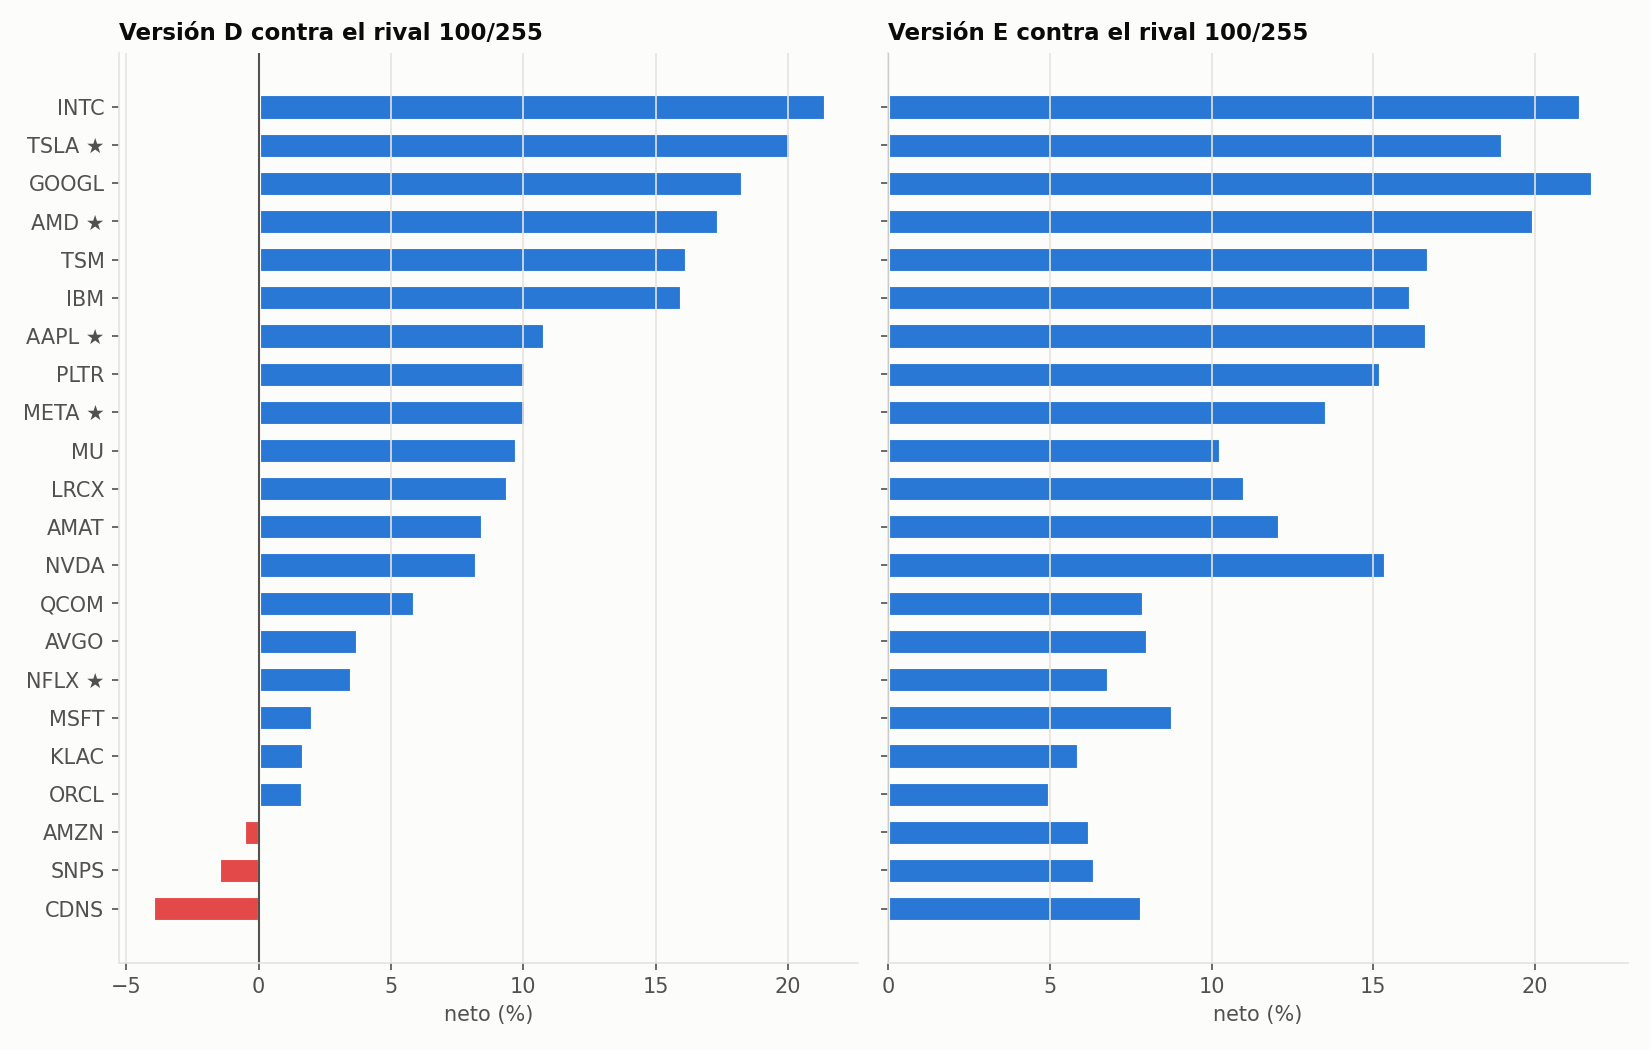 Versión D contra el rival 100/255
Versión E contra el rival 100/255
INTC
TSLA ★
GOOGL
AMD ★
TSM
IBM
AAPL ★
PLTR
META ★
MU
LRCX
AMAT
NVDA
QCOM
AVGO
NFLX ★
MSFT
KLAC
ORCL
AMZN
SNPS
CDNS
−5 0 5 10 15 20
0 5 10 15 20
neto (%)
neto (%)